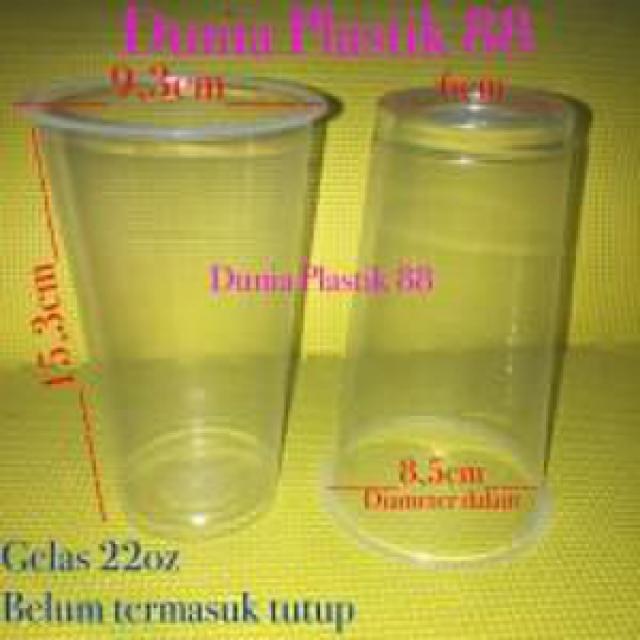 Dunia Plastik 88
9,3cm
6cm
15,3cm
Dunia Plastik 88
8,5cm
Diameter dalam
Gelas 22oz
Belum termasuk tutup